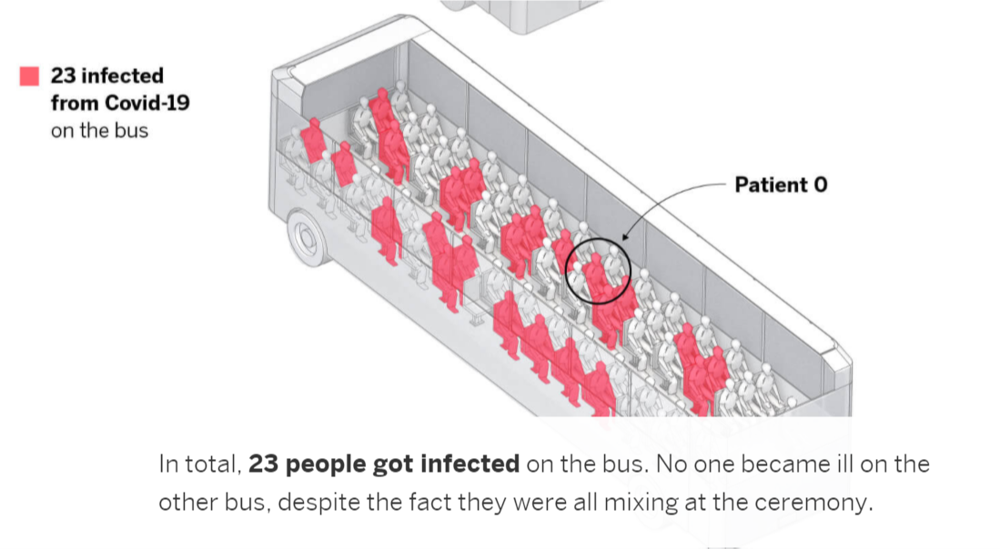 23 infected
from Covid-19
on the bus
Patient 0
In total, 23 people got infected on the bus. No one became ill on the
other bus, despite the fact they were all mixing at the ceremony.